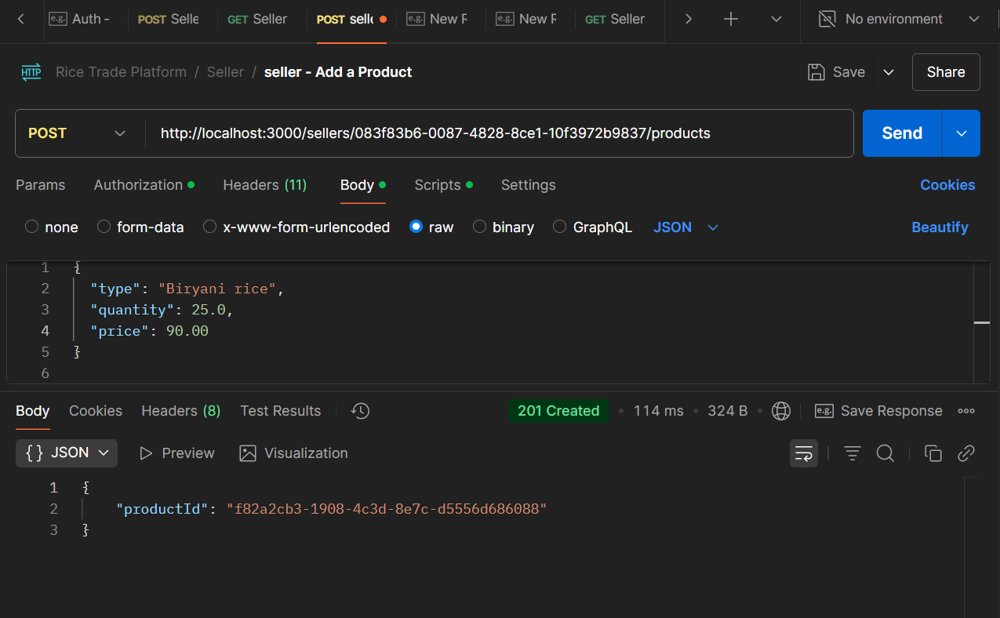 e.g. Auth - POST Selle GET Seller POST selle e.g. New R e.g. New R GET Seller No environment
HTTP Rice Trade Platform / Seller / seller - Add a Product Save Share
POST http://localhost:3000/sellers/083f83b6-0087-4828-8ce1-10f3972b9837/products Send
Params Authorization Headers (11) Body Scripts Settings Cookies
none form-data x-www-form-urlencoded raw binary GraphQL JSON Beautify
1 {
2 "type": "Biryani rice",
3 "quantity": 25.0,
4 "price": 90.00
5 }
6
Body Cookies Headers (8) Test Results 201 Created • 114 ms • 324 B • e.g. Save Response
{} JSON Preview Visualization
1 {
2 "productId": "f82a2cb3-1908-4c3d-8e7c-d5556d686088"
3 }